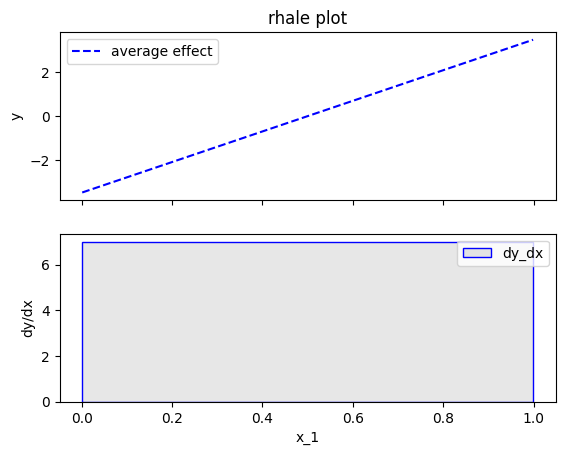 rhale plot
average effect
y
2
0
−2
dy_dx
dy/dx
6
4
2
0
0.0 0.2 0.4 0.6 0.8 1.0
x_1